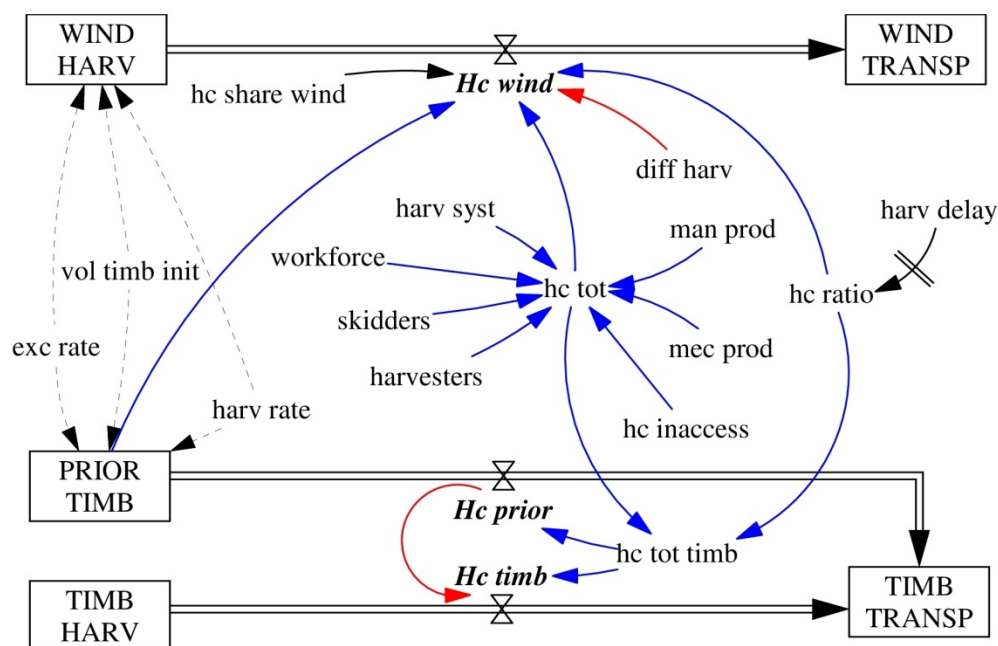 WIND
HARV
WIND
TRANSP
hc share wind
Hc wind
diff harv
harv syst
man prod
harv delay
workforce
vol timb init
hc tot
hc ratio
skidders
exc rate
mec prod
harvesters
harv rate
hc inaccess
PRIOR
TIMB
Hc prior
hc tot timb
Hc timb
TIMB
HARV
TIMB
TRANSP